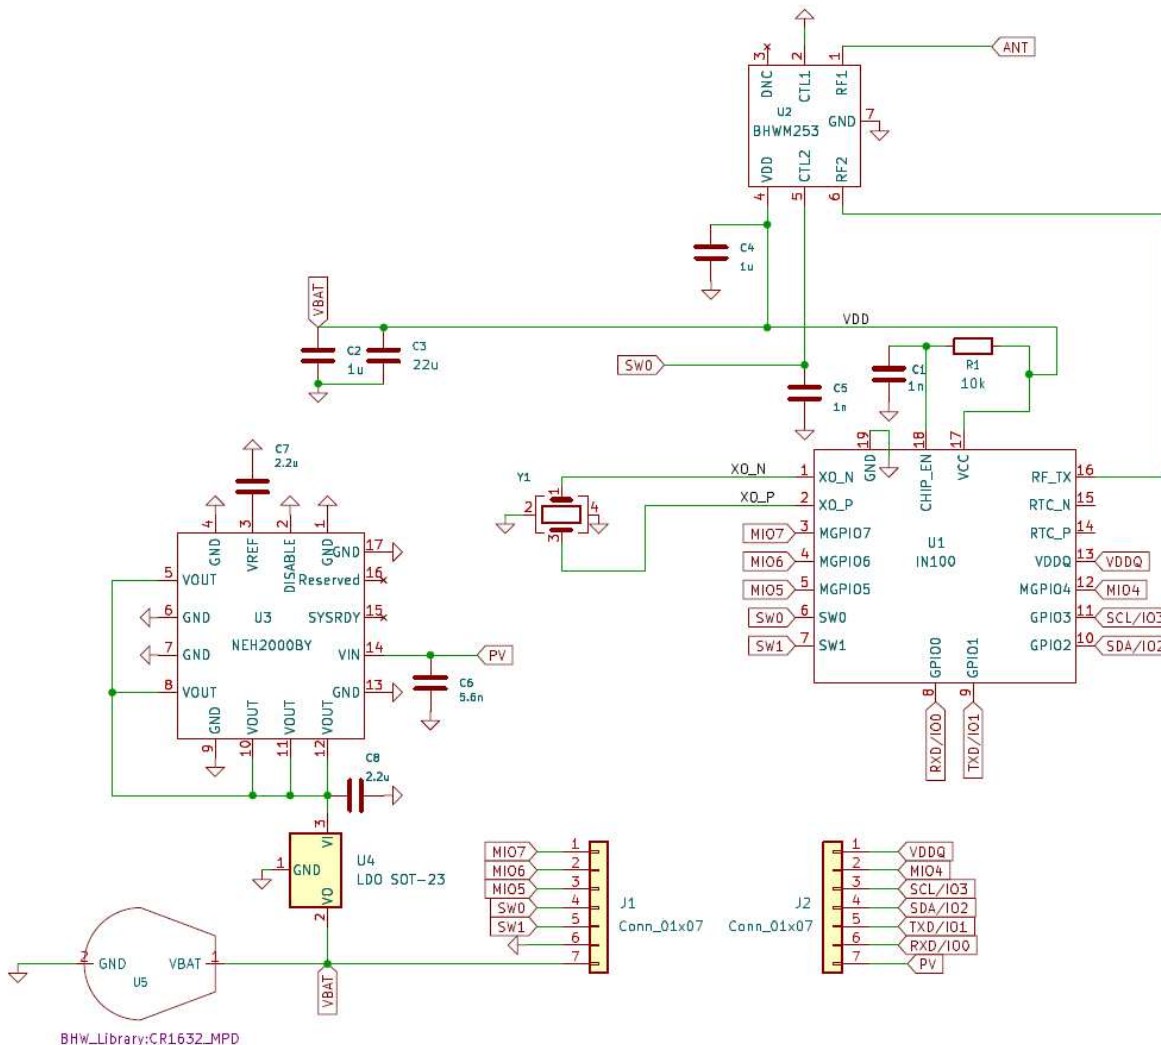 3
2
1
ANT
DNC
CTL1
RF1
U2
BHWM253
GND
7
VDD
CTL2
RF2
4
5
6
C4
1u
VBAT
VDD
C2
1u
C3
22u
SW0
C1
1n
R1
10k
C5
1n
C7
2.2u
19
18
17
GND
CHIP_EN
VCC
Y1
XO_N
1
XO_N
RF_TX
16
1
2
4
3
XO_P
2
XO_P
RTC_N
15
MIO7
3
MGPIO7
RTC_P
14
U1
IN100
MIO6
4
MGPIO6
VDDQ
13
VDDQ
MIO5
5
MGPIO5
MGPIO4
12
MIO4
SW0
6
SW0
GPIO3
11
SCL/IO3
SW1
7
SW1
GPIO2
10
SDA/IO2
GPIO0
GPIO1
8
9
RXD/IO0
TXD/IO1
4
3
2
1
GND
VREF
DISABLE
GND
GND
17
5
VOUT
Reserved
16
6
GND
U3
SYSRDY
15
7
GND
NEH2000BY
VIN
14
PV
8
VOUT
GND
13
C6
5.6n
GND
VOUT
VOUT
VOUT
9
10
11
12
C8
2.2u
3
VI
1
GND
U4
LDO SOT-23
VO
2
2
GND
VBAT
1
U5
VBAT
BHW_Library:CR1632_MPD
MIO7
1
MIO6
2
MIO5
3
SW0
4
SW1
5
6
7
J1
Conn_01x07
J2
Conn_01x07
1
VDDQ
2
MIO4
3
SCL/IO3
4
SDA/IO2
5
TXD/IO1
6
RXD/IO0
7
PV